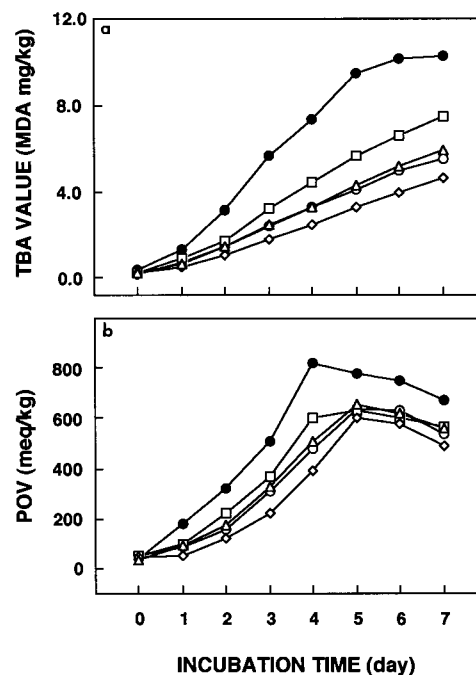 a
12.0
8.0
4.0
0.0
TBA VALUE (MDA mg/kg)
b
800
600
400
200
0
POV (meq/kg)
0 1 2 3 4 5 6 7
INCUBATION TIME (day)